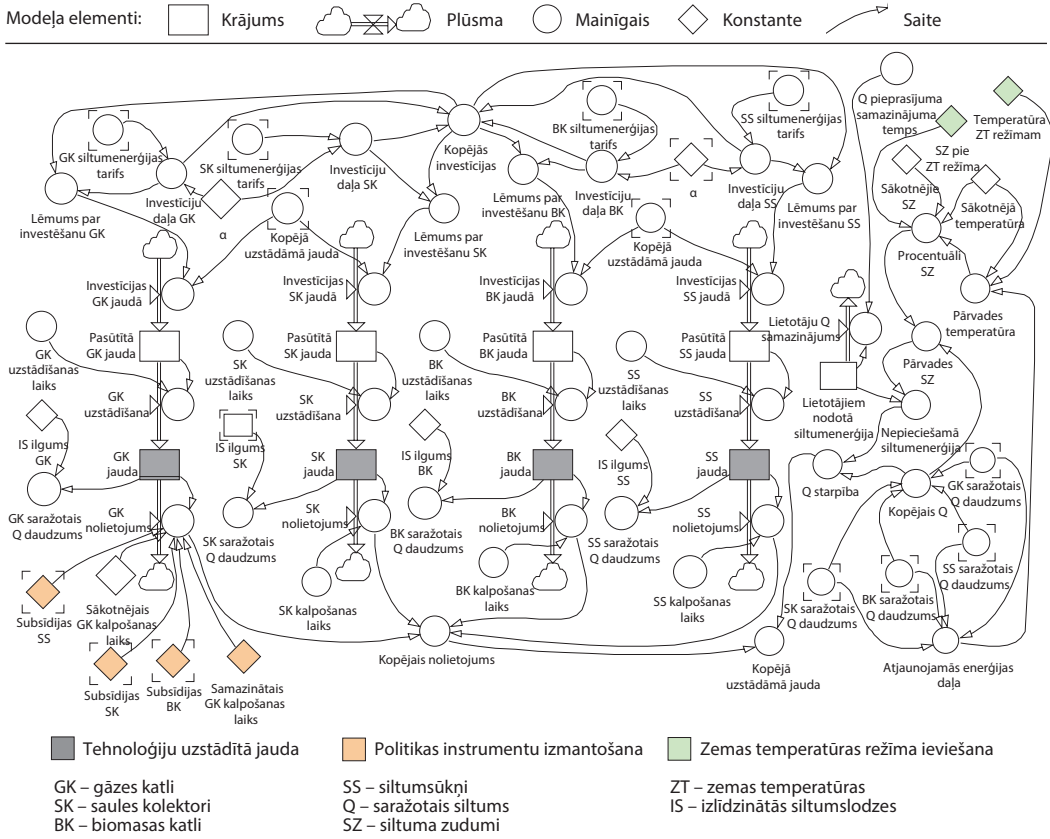 Modeļa elementi:
Krājums
Plūsma
Mainīgais
Konstante
Saite
GK siltumenerģijas
tarifs
SK siltumenerģijas
tarifs
Investīciju
daļa SK
Kopējās
investīcijas
BK siltumenerģijas
tarifs
SS siltumenerģijas
tarifs
Q pieprasījuma
samazinājuma
temps
Temperatūra
ZT režīmam
SZ pie
ZT režīma
Lēmums par
investēšanu GK
Investīciju
daļa GK
α
Kopējā
uzstādāmā jauda
Lēmums par
investēšanu SK
Lēmums par
investēšanu BK
Investīciju
daļa BK
α
Kopējā
uzstādāmā jauda
Investīciju
daļa SS
Lēmums par
investēšanu SS
Sākotnējie
SZ
Sākotnējā
temperatūra
Procentuāli
SZ
Pārvades
temperatūra
Investīcijas
GK jaudā
Investīcijas
SK jaudā
Investīcijas
BK jaudā
Investīcijas
SS jaudā
Pasūtītā
GK jauda
Pasūtītā
SK jauda
Pasūtītā
BK jauda
Pasūtītā
SS jauda
Lietotāju Q
samazinājums
Pārvades
SZ
GK
uzstādīšanas
laiks
SK
uzstādīšanas
laiks
BK
uzstādīšanas
laiks
SS
uzstādīšanas
laiks
GK
uzstādīšana
SK
uzstādīšana
BK
uzstādīšana
SS
uzstādīšana
Lietotājiem
nodotā
siltumenerģija
Nepieciešamā
siltumenerģija
IS ilgums
GK
IS ilgums
SK
IS ilgums
BK
IS ilgums
SS
GK
jauda
SK
jauda
BK
jauda
SS
jauda
Q starpība
Kopējais Q
GK saražotais
Q daudzums
GK saražotais
Q daudzums
GK
nolietojums
SK saražotais
Q daudzums
SK
nolietojums
BK saražotais
Q daudzums
BK
nolietojums
SS saražotais
Q daudzums
SS
nolietojums
SS saražotais
Q daudzums
Subsīdijas
SS
Sākotnējais
GK kalpošanas
laiks
SK kalpošanas
laiks
BK kalpošanas
laiks
SS kalpošanas
laiks
SK saražotais
Q daudzums
BK saražotais
Q daudzums
Subsīdijas
SK
Subsīdijas
BK
Samazinātais
GK kalpošanas
laiks
Kopējais nolietojums
Kopējā
uzstādāmā jauda
Atjaunojamās enerģijas
daļa
Tehnoloģiju uzstādītā jauda
Politikas instrumentu izmantošana
Zemas temperatūras režīma ieviešana
GK – gāzes katli
SK – saules kolektori
BK – biomasas katli
SS – siltumsūkņi
Q – saražotais siltums
SZ – siltuma zudumi
ZT – zemas temperatūras
IS – izlīdzinātās siltumslodzes